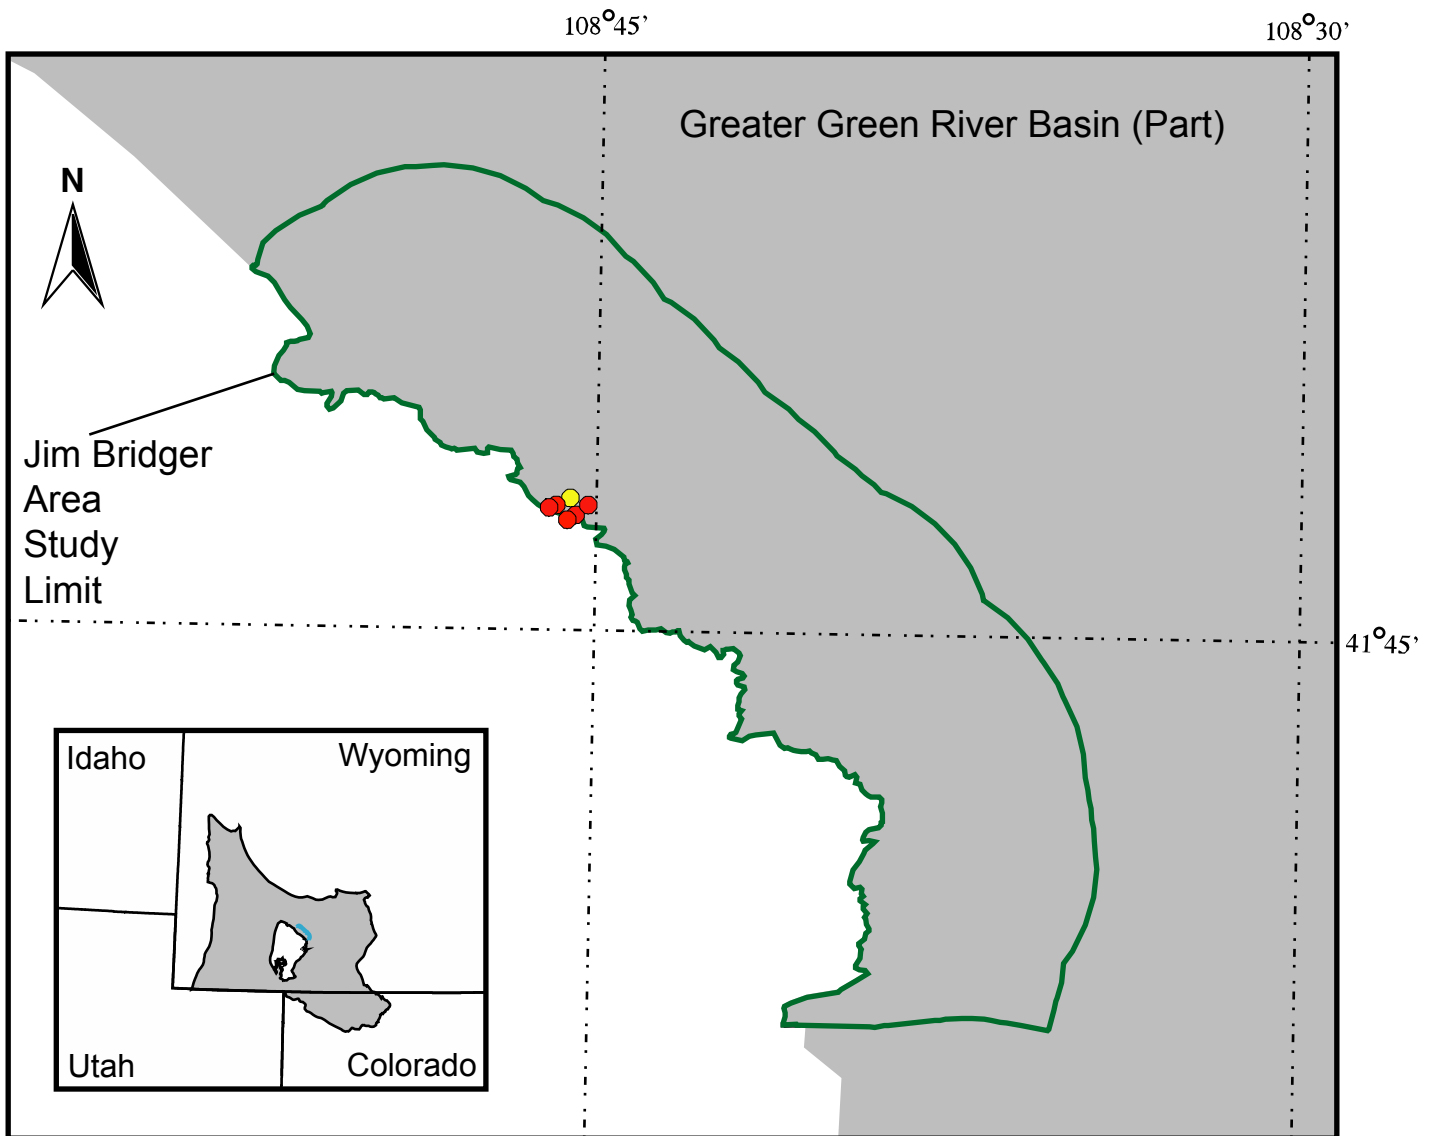 108°45’
108°30’
Greater Green River Basin (Part)
N
Jim Bridger
Area
Study
Limit
41°45’
Idaho
Wyoming
Utah
Colorado